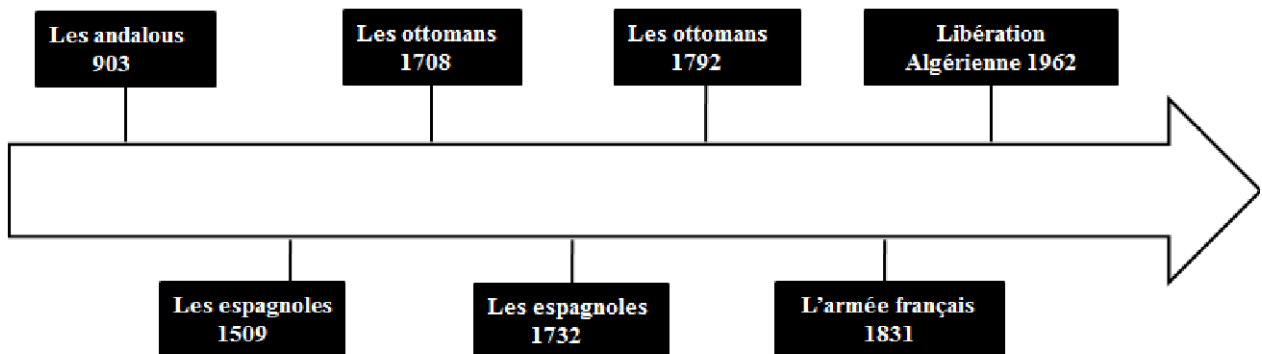 Les andalous
903
Les ottomans
1708
Les ottomans
1792
Libération
Algérienne 1962
Les espagnoles
1509
Les espagnoles
1732
L'armée français
1831